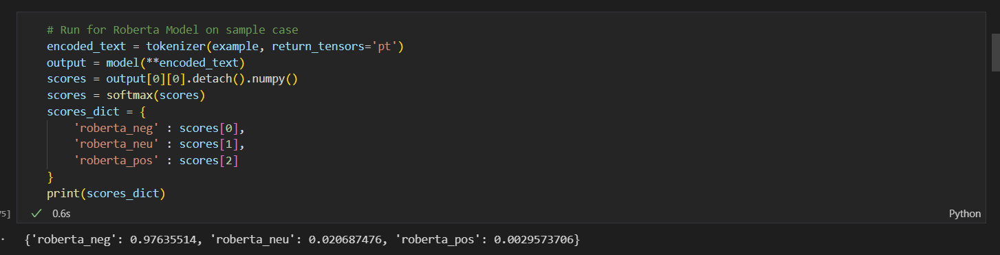 # Run for Roberta Model on sample case
encoded_text = tokenizer(example, return_tensors='pt')
output = model(**encoded_text)
scores = output[0][0].detach().numpy()
scores = softmax(scores)
scores_dict = {
    'roberta_neg' : scores[0],
    'roberta_neu' : scores[1],
    'roberta_pos' : scores[2]
}
print(scores_dict)
75] ✓ 0.6s Python
{'roberta_neg': 0.97635514, 'roberta_neu': 0.020687476, 'roberta_pos': 0.0029573706}